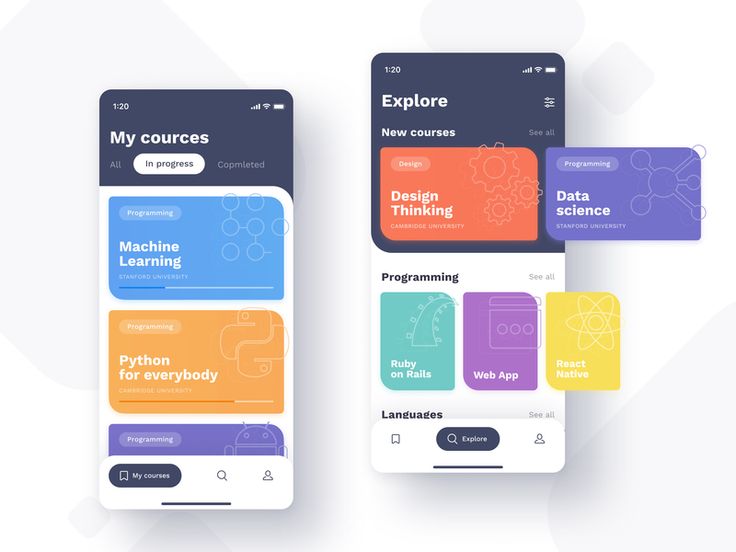 1:20
My cources
All
In progress
Copmleted
Programming
Machine
Learning
STANFORD UNIVERSITY
Programming
Python
for everybody
CAMBRIDGE UNIVERSITY
Programming
My courses
1:20
Explore
New courses
See all
Design
Design
Thinking
CAMBRIDGE UNIVERSITY
Programming
Data
science
STANFORD UNIVERSITY
Programming
See all
Ruby
on Rails
Web App
React
Native
Languages
See all
Explore